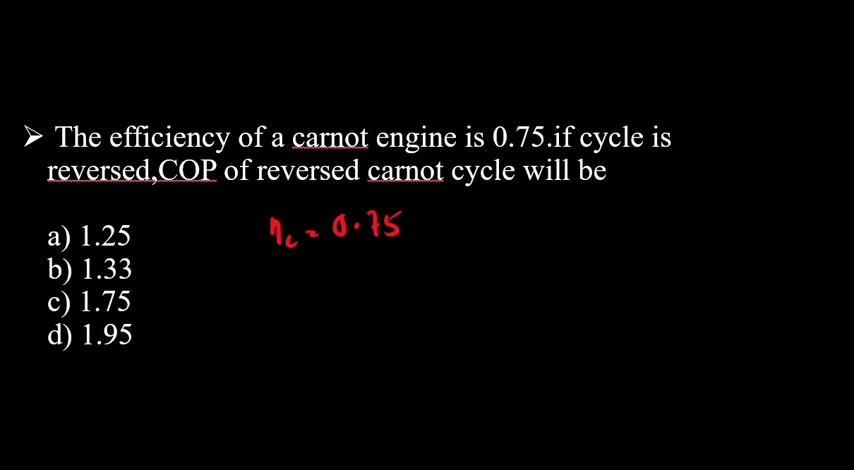 ➢ The efficiency of a carnot engine is 0.75.if cycle is
reversed,COP of reversed carnot cycle will be
a) 1.25
ηc = 0.75
b) 1.33
c) 1.75
d) 1.95